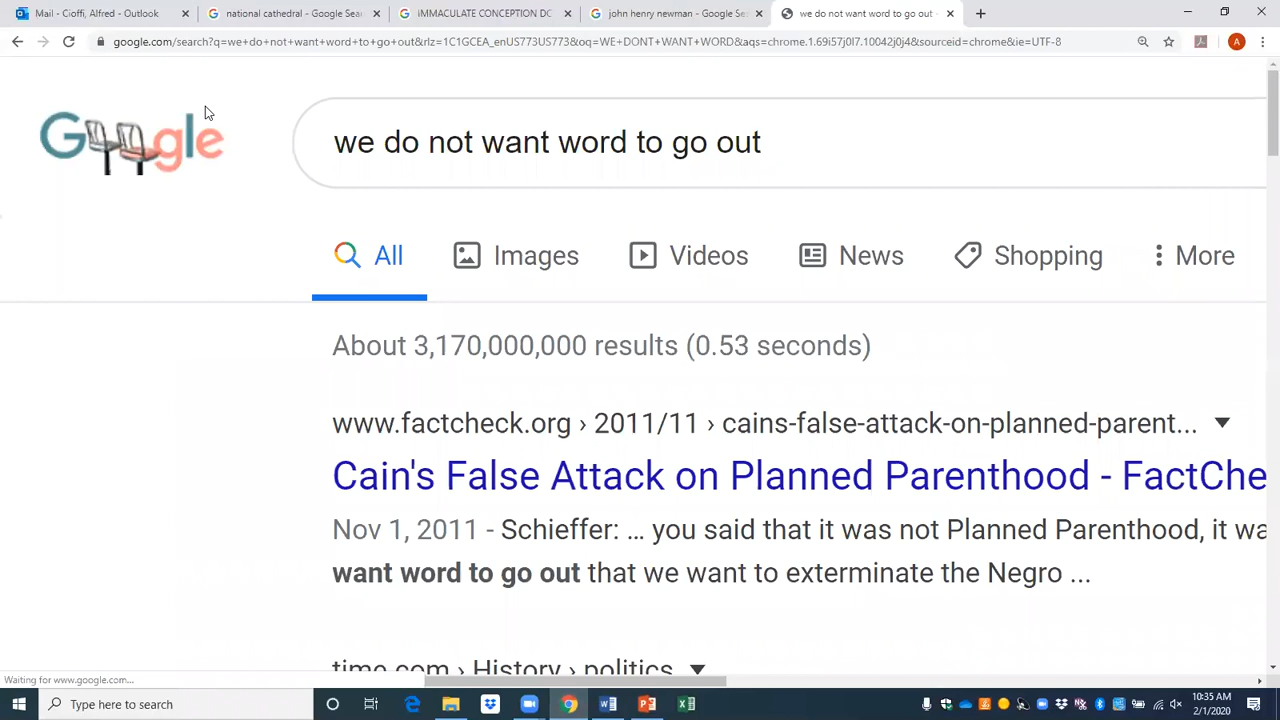 Mail - Cioffi, Alfred - Outlook
national cathedral - Google Sea
IMMACULATE CONCEPTION DO
john henry newman - Google Se
we do not want word to go out -
google.com/search?q=we+do+not+want+word+to+go+out&rlz=1C1GCEA_enUS773US773&oq=WE+DONT+WANT+WORD&aqs=chrome.1.69i57j0l7.10042j0j4&sourceid=chrome&ie=UTF-8
A
Google
we do not want word to go out
All
Images
Videos
News
Shopping
More
About 3,170,000,000 results (0.53 seconds)
www.factcheck.org › 2011/11 › cains-false-attack-on-planned-parent...
Cain's False Attack on Planned Parenthood - FactChe
Nov 1, 2011 - Schieffer: ... you said that it was not Planned Parenthood, it wa
want word to go out that we want to exterminate the Negro ...
time.com › History › politics
Waiting for www.google.com...
Type here to search
10:35 AM
2/1/2020